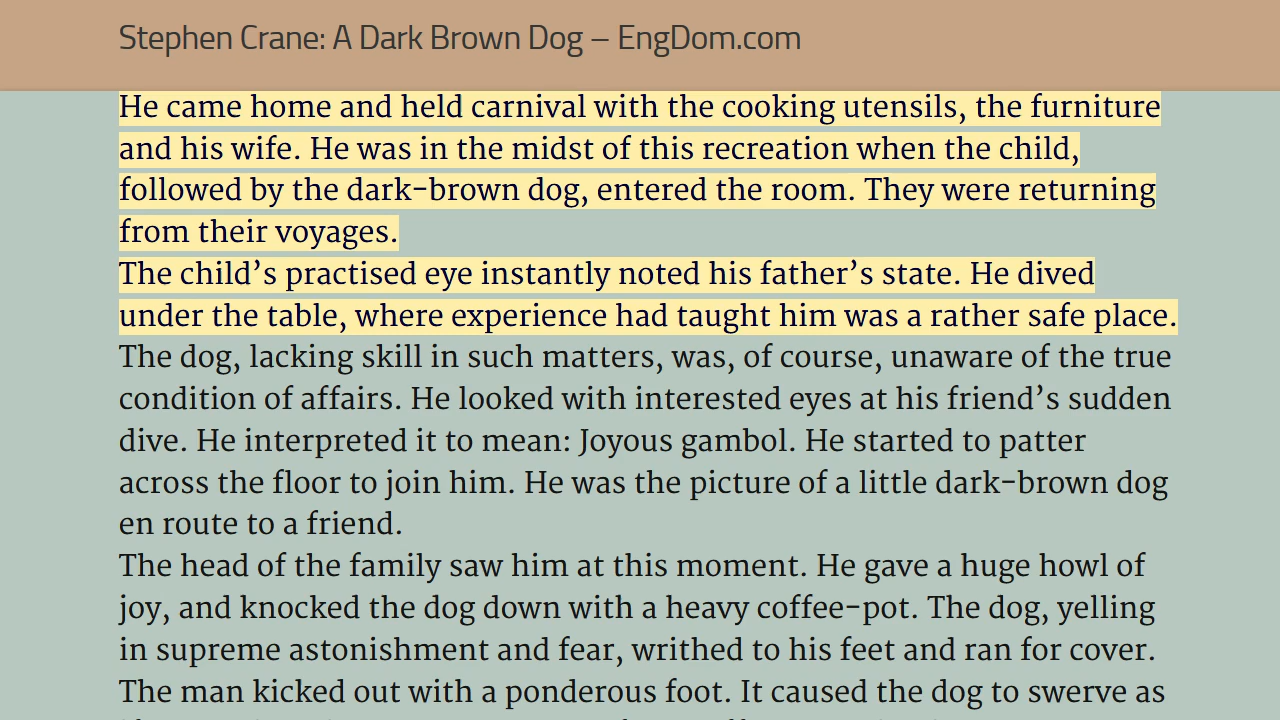 Stephen Crane: A Dark Brown Dog – EngDom.com
He came home and held carnival with the cooking utensils, the furniture
and his wife. He was in the midst of this recreation when the child,
followed by the dark-brown dog, entered the room. They were returning
from their voyages.
The child’s practised eye instantly noted his father’s state. He dived
under the table, where experience had taught him was a rather safe place.
The dog, lacking skill in such matters, was, of course, unaware of the true
condition of affairs. He looked with interested eyes at his friend’s sudden
dive. He interpreted it to mean: Joyous gambol. He started to patter
across the floor to join him. He was the picture of a little dark-brown dog
en route to a friend.
The head of the family saw him at this moment. He gave a huge howl of
joy, and knocked the dog down with a heavy coffee-pot. The dog, yelling
in supreme astonishment and fear, writhed to his feet and ran for cover.
The man kicked out with a ponderous foot. It caused the dog to swerve as